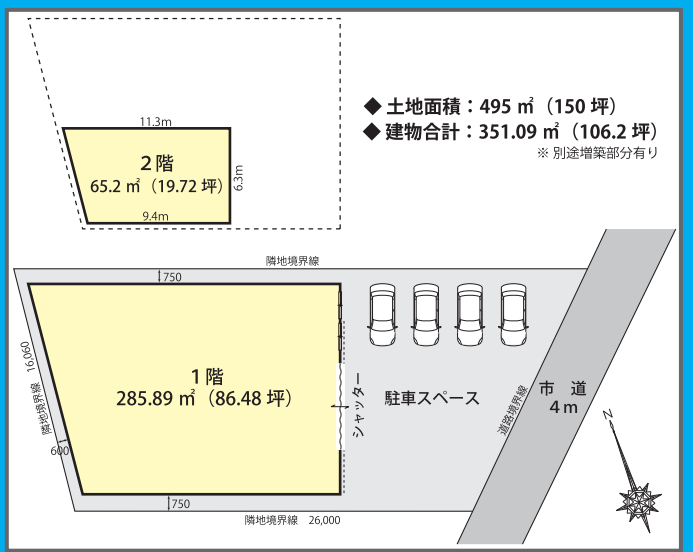 ◆ 土地面積：495 ㎡（150 坪）
◆ 建物合計：351.09 ㎡（106.2 坪）
※ 別途増築部分有り
11.3m
２階
65.2 ㎡（19.72 坪）
6.3m
9.4m
隣地境界線
750
１階
285.89 ㎡（86.48 坪）
シャッター
駐車スペース
市 道
４ｍ
道路境界線
隣地境界線 16,060
600
750
隣地境界線 26,000
N